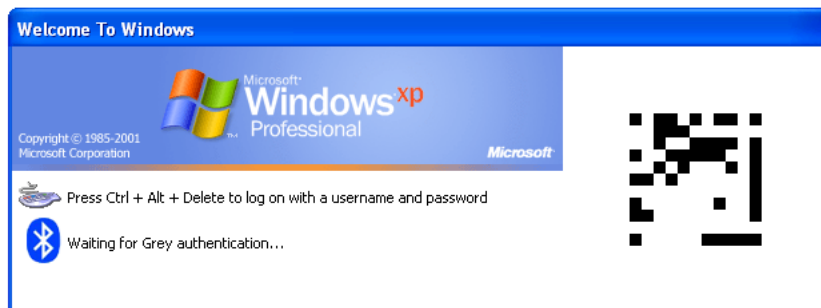 Welcome To Windows
Microsoft®
Windows xp
Professional
Copyright © 1985-2001
Microsoft Corporation
Microsoft®
Press Ctrl + Alt + Delete to log on with a username and password
Waiting for Grey authentication...